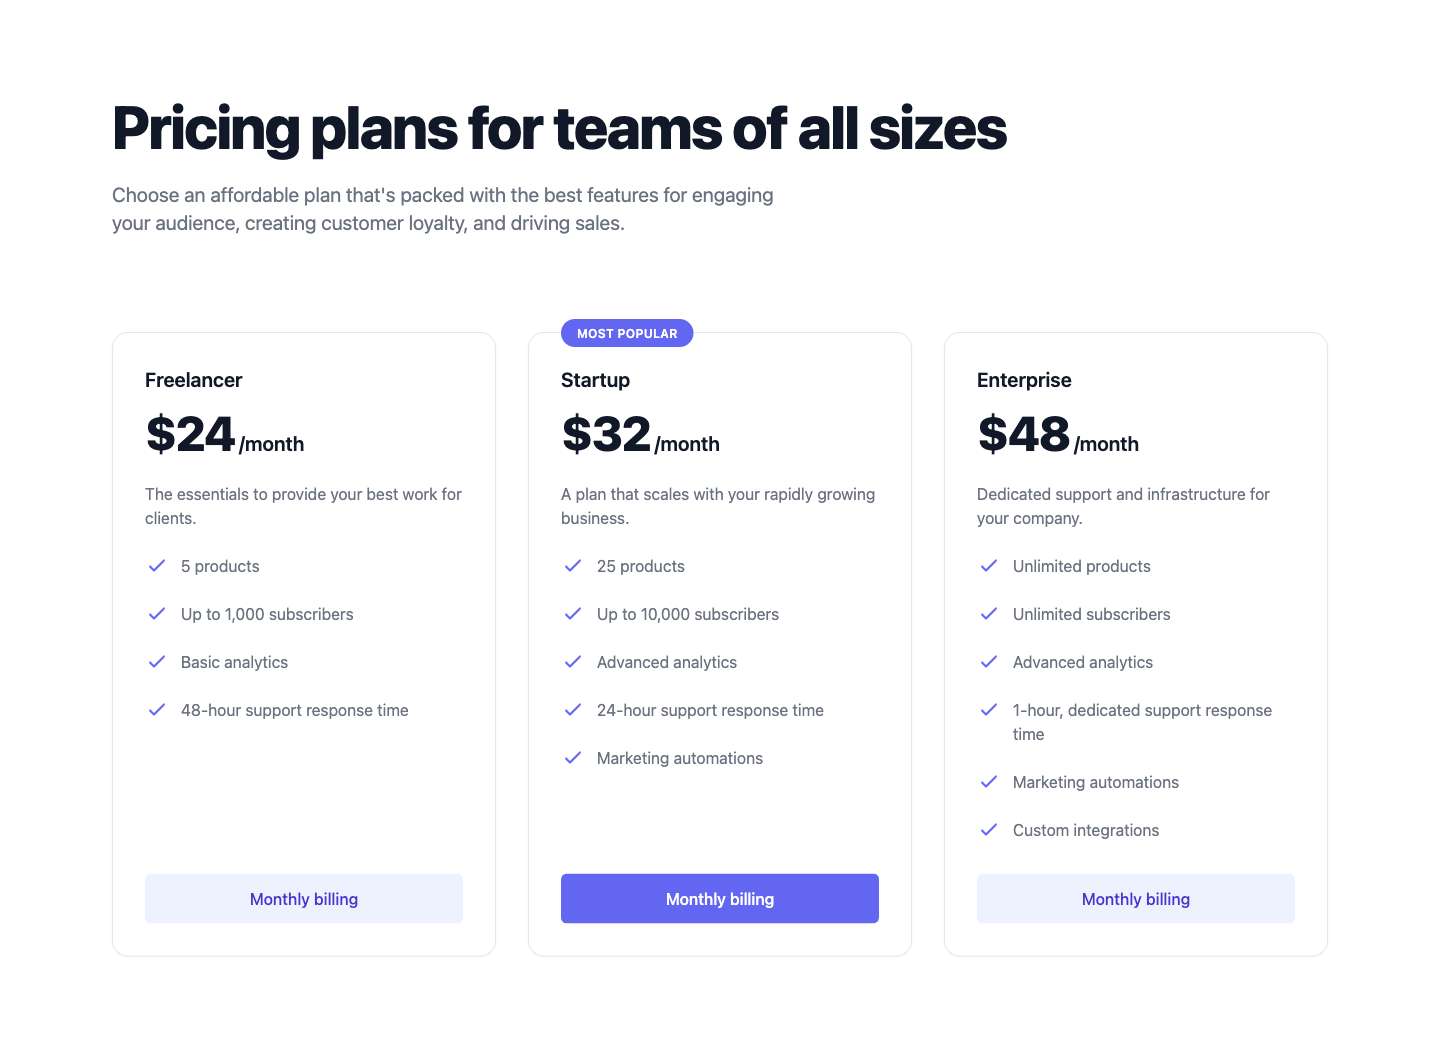 Pricing plans for teams of all sizes
Choose an affordable plan that's packed with the best features for engaging
your audience, creating customer loyalty, and driving sales.
Freelancer
$24/month
The essentials to provide your best work for
clients.
5 products
Up to 1,000 subscribers
Basic analytics
48-hour support response time
Monthly billing
MOST POPULAR
Startup
$32/month
A plan that scales with your rapidly growing
business.
25 products
Up to 10,000 subscribers
Advanced analytics
24-hour support response time
Marketing automations
Monthly billing
Enterprise
$48/month
Dedicated support and infrastructure for
your company.
Unlimited products
Unlimited subscribers
Advanced analytics
1-hour, dedicated support response
time
Marketing automations
Custom integrations
Monthly billing